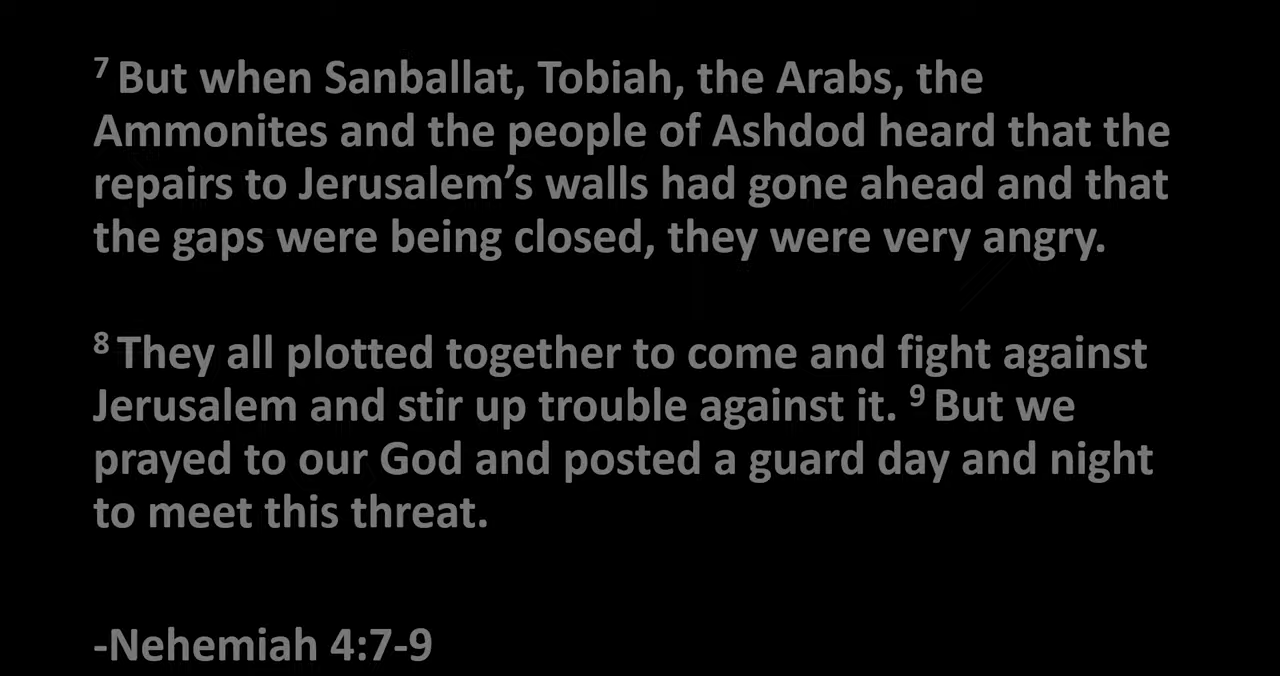 7 But when Sanballat, Tobiah, the Arabs, the
Ammonites and the people of Ashdod heard that the
repairs to Jerusalem’s walls had gone ahead and that
the gaps were being closed, they were very angry.
8 They all plotted together to come and fight against
Jerusalem and stir up trouble against it. 9 But we
prayed to our God and posted a guard day and night
to meet this threat.
-Nehemiah 4:7-9